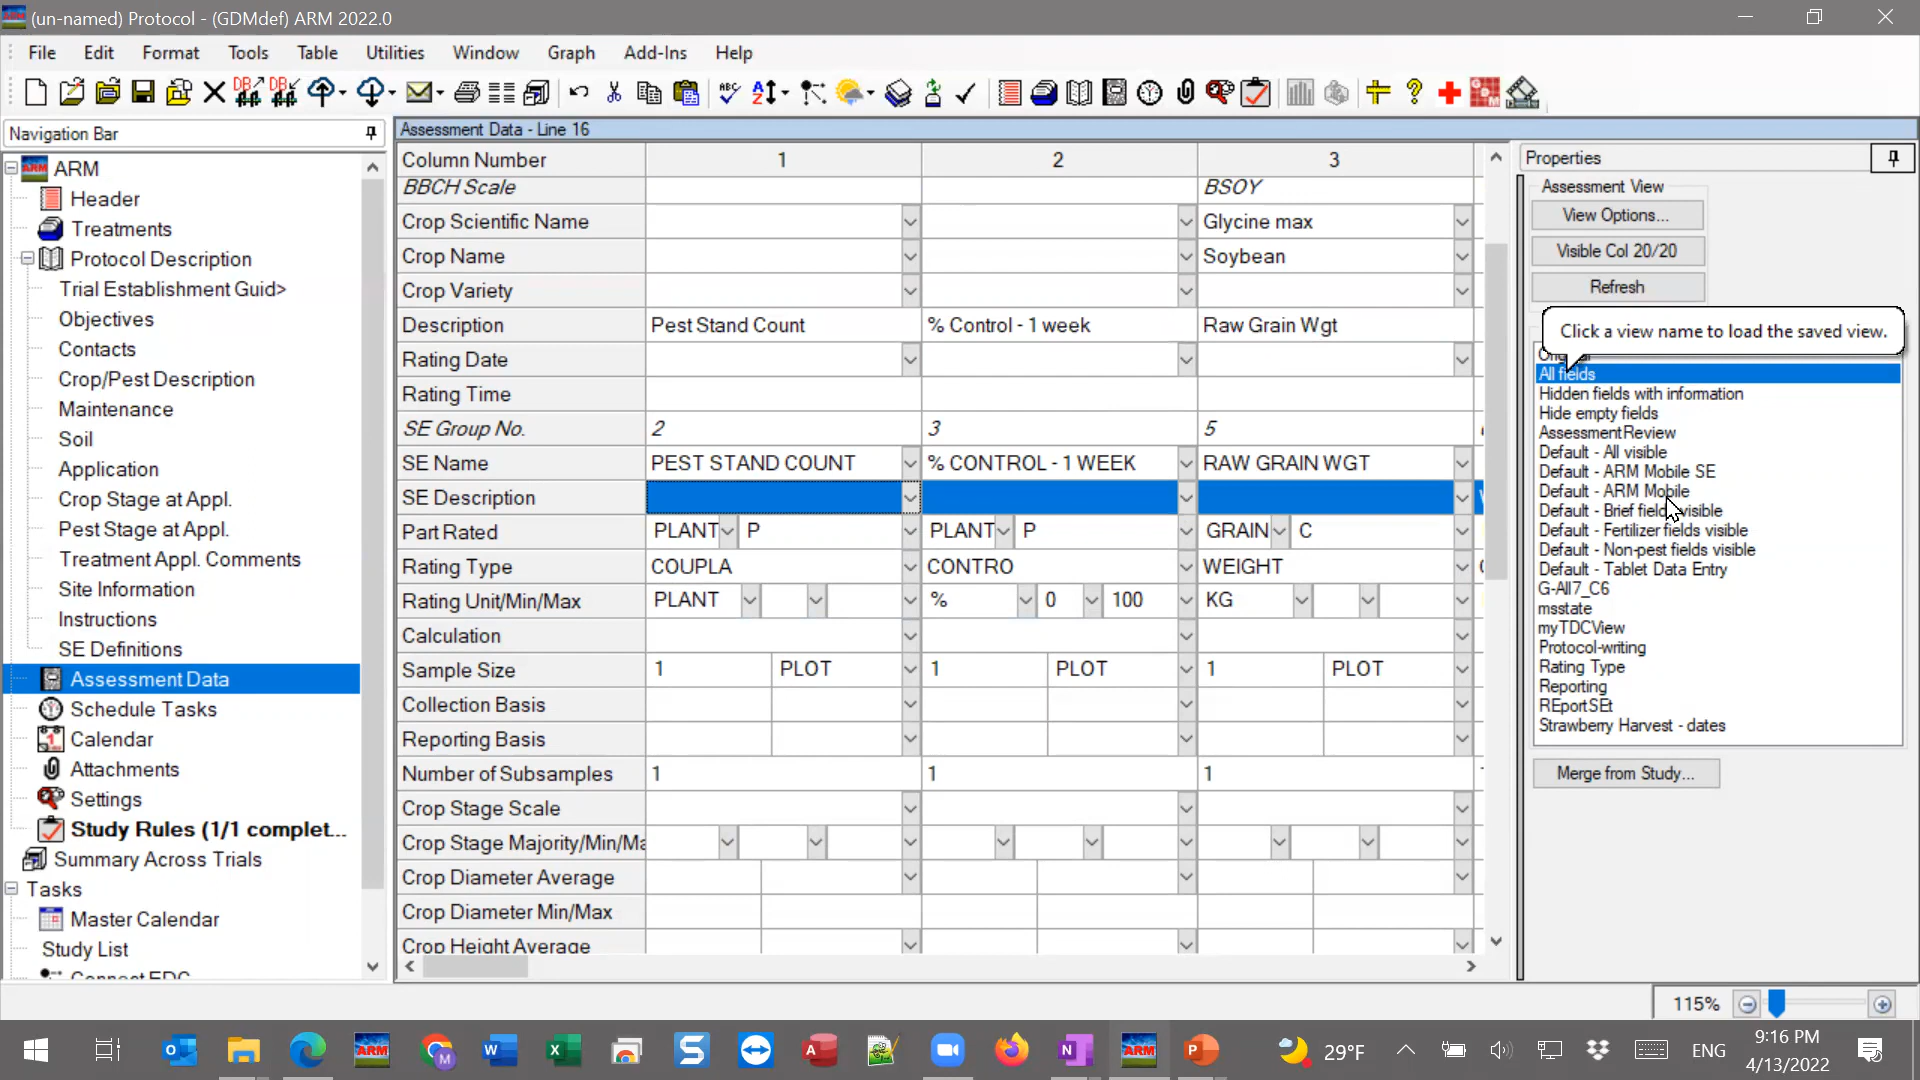 (un-named) Protocol - (GDMdef) ARM 2022.0
File Edit Format Tools Table Utilities Window Graph Add-Ins Help
Navigation Bar
ARM
Header
Treatments
Protocol Description
Trial Establishment Guid>
Objectives
Contacts
Crop/Pest Description
Maintenance
Soil
Application
Crop Stage at Appl.
Pest Stage at Appl.
Treatment Appl. Comments
Site Information
Instructions
SE Definitions
Assessment Data
Schedule Tasks
Calendar
Attachments
Settings
Study Rules (1/1 complet...
Summary Across Trials
Tasks
Master Calendar
Study List
Connect EDC
Assessment Data - Line 16
Column Number 1 2 3
BBCH Scale BSOY
Crop Scientific Name Glycine max
Crop Name Soybean
Crop Variety
Description Pest Stand Count % Control - 1 week Raw Grain Wgt
Rating Date
Rating Time
SE Group No. 2 3 5
SE Name PEST STAND COUNT % CONTROL - 1 WEEK RAW GRAIN WGT
SE Description
Part Rated PLANT P PLANT P GRAIN C
Rating Type COUPLA CONTRO WEIGHT
Rating Unit/Min/Max PLANT % 0 100 KG
Calculation
Sample Size 1 PLOT 1 PLOT 1 PLOT
Collection Basis
Reporting Basis
Number of Subsamples 1 1 1
Crop Stage Scale
Crop Stage Majority/Min/Ma
Crop Diameter Average
Crop Diameter Min/Max
Crop Height Average
Properties
Assessment View
View Options...
Visible Col 20/20
Refresh
Click a view name to load the saved view.
All fields
Hidden fields with information
Hide empty fields
AssessmentReview
Default - All visible
Default - ARM Mobile SE
Default - ARM Mobile
Default - Brief fields visible
Default - Fertilizer fields visible
Default - Non-pest fields visible
Default - Tablet Data Entry
G-All7_C6
msstate
myTDCView
Protocol-writing
Rating Type
Reporting
REportSEt
Strawberry Harvest - dates
Merge from Study...
115%
29°F
ENG
9:16 PM
4/13/2022